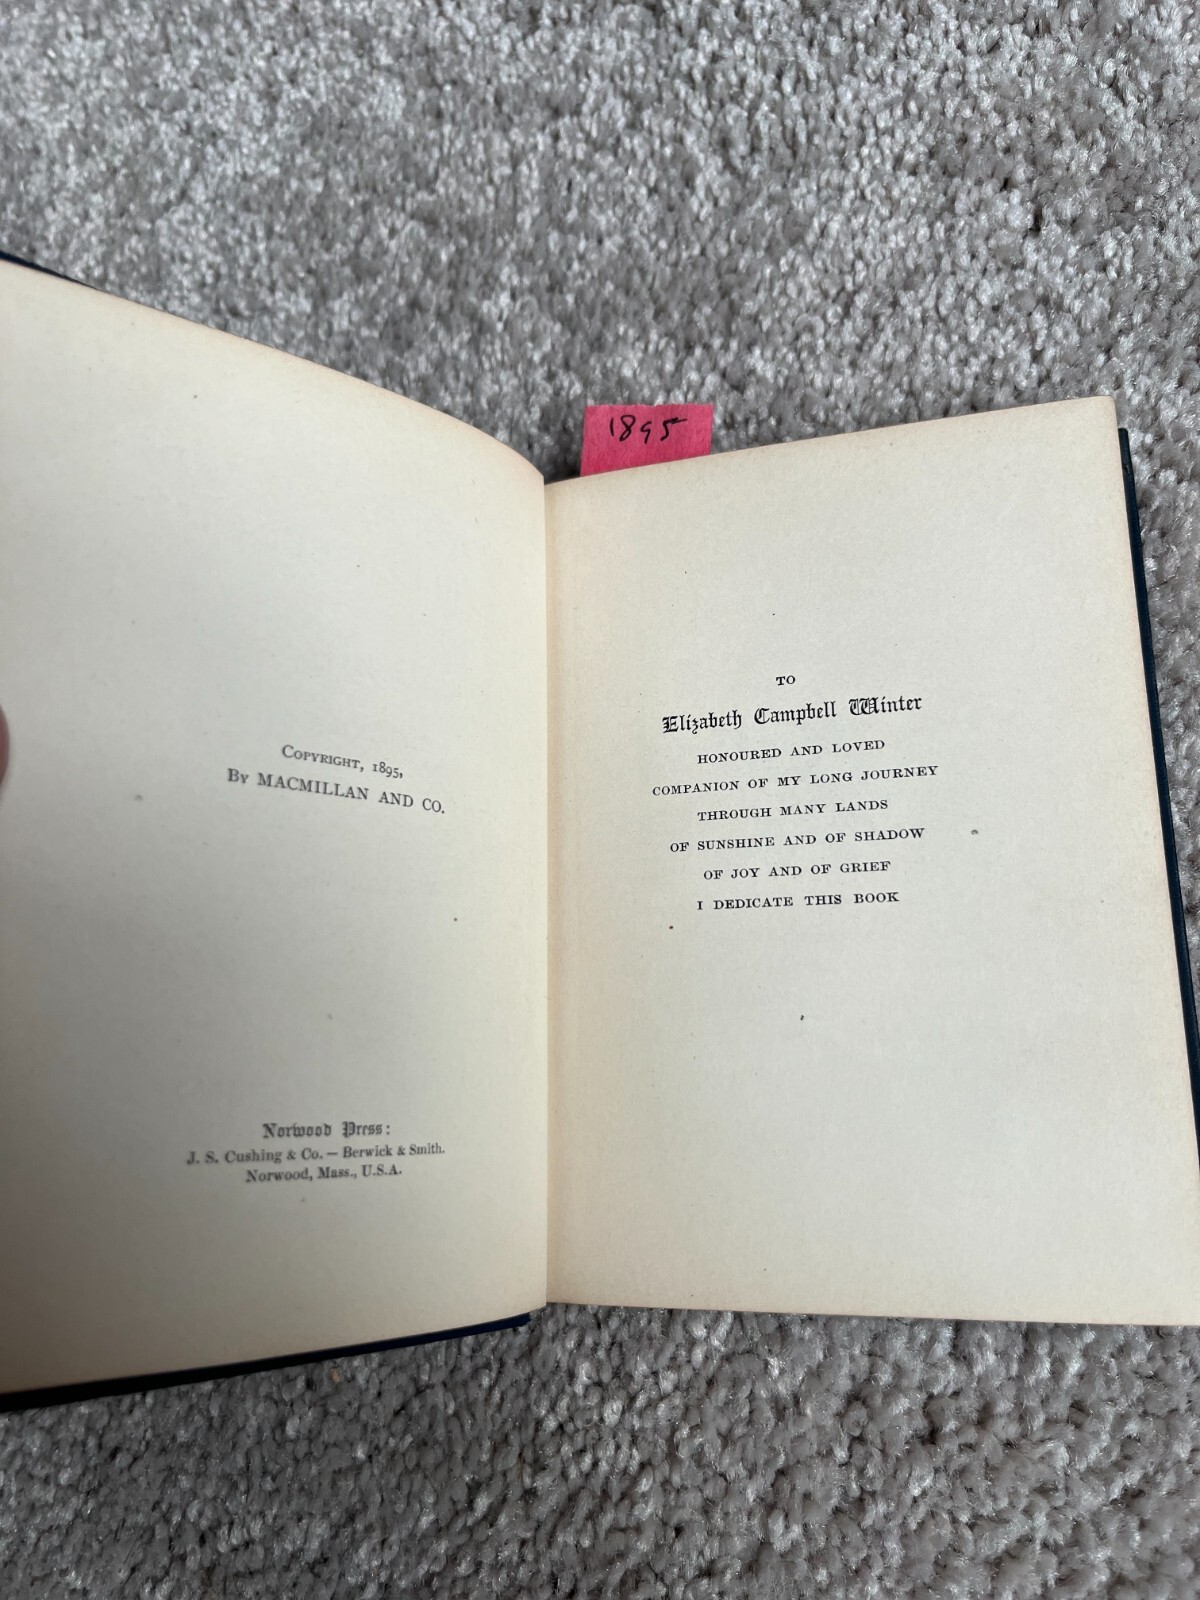 1895
COPYRIGHT, 1895,
BY MACMILLAN AND CO.
Norwood Press:
J. S. Cushing & Co. — Berwick & Smith.
Norwood, Mass., U.S.A.
TO
Elizabeth Campbell Winter
HONOURED AND LOVED
COMPANION OF MY LONG JOURNEY
THROUGH MANY LANDS
OF SUNSHINE AND OF SHADOW
OF JOY AND OF GRIEF
I DEDICATE THIS BOOK